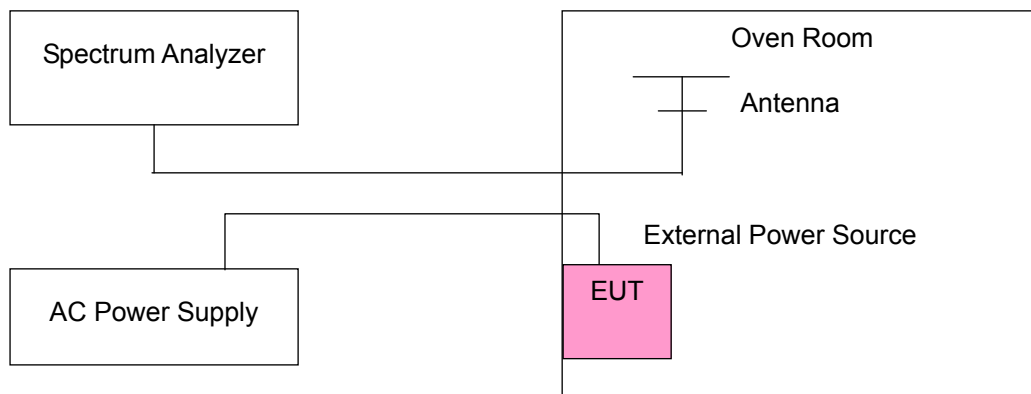 Spectrum Analyzer
Oven Room
Antenna
External Power Source
AC Power Supply
EUT